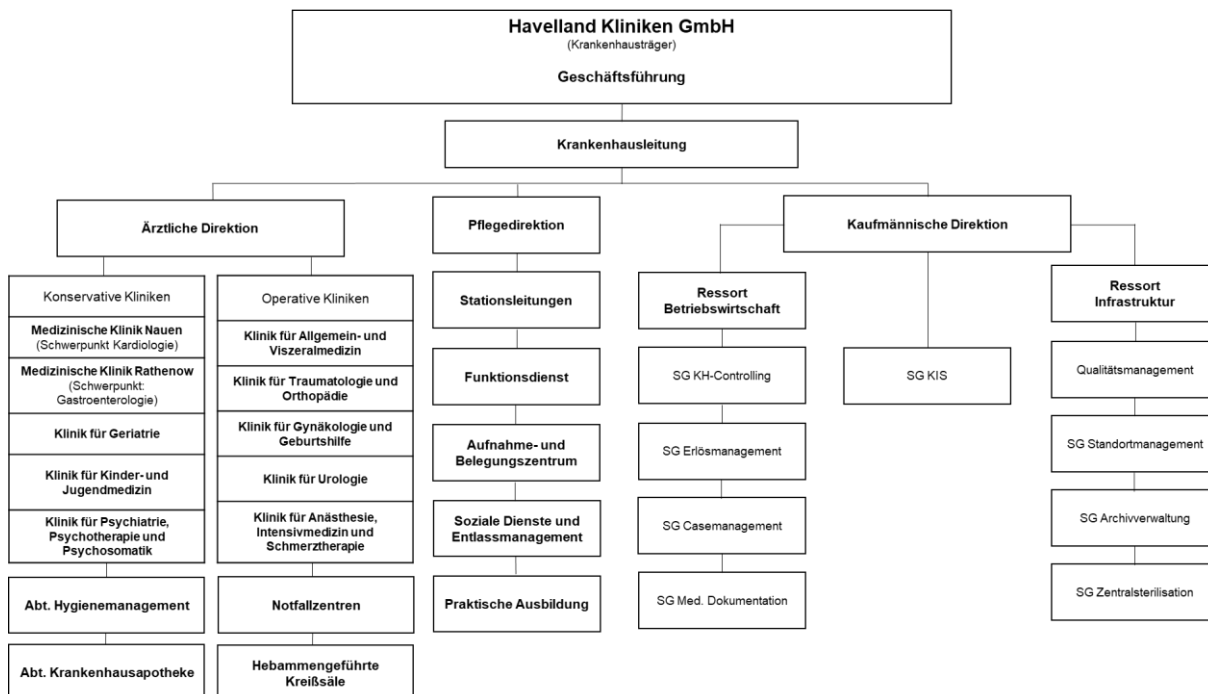 Havelland Kliniken GmbH
(Krankenhausträger)
Geschäftsführung
Krankenhausleitung
Ärztliche Direktion
Konservative Kliniken
Medizinische Klinik Nauen
(Schwerpunkt Kardiologie)
Medizinische Klinik Rathenow
(Schwerpunkt:
Gastroenterologie)
Klinik für Geriatrie
Klinik für Kinder- und
Jugendmedizin
Klinik für Psychiatrie,
Psychotherapie und
Psychosomatik
Abt. Hygienemanagement
Abt. Krankenhausapotheke
Operative Kliniken
Klinik für Allgemein- und
Viszeralmedizin
Klinik für Traumatologie und
Orthopädie
Klinik für Gynäkologie und
Geburtshilfe
Klinik für Urologie
Klinik für Anästhesie,
Intensivmedizin und
Schmerztherapie
Notfallzentren
Hebammengeführte
Kreißsäle
Pflegedirektion
Stationsleitungen
Funktionsdienst
Aufnahme- und
Belegungszentrum
Soziale Dienste und
Entlassmanagement
Praktische Ausbildung
Kaufmännische Direktion
Ressort
Betriebswirtschaft
SG KH-Controlling
SG Erlösmanagement
SG Casemanagement
SG Med. Dokumentation
SG KIS
Ressort
Infrastruktur
Qualitätsmanagement
SG Standortmanagement
SG Archivverwaltung
SG Zentralsterilisation